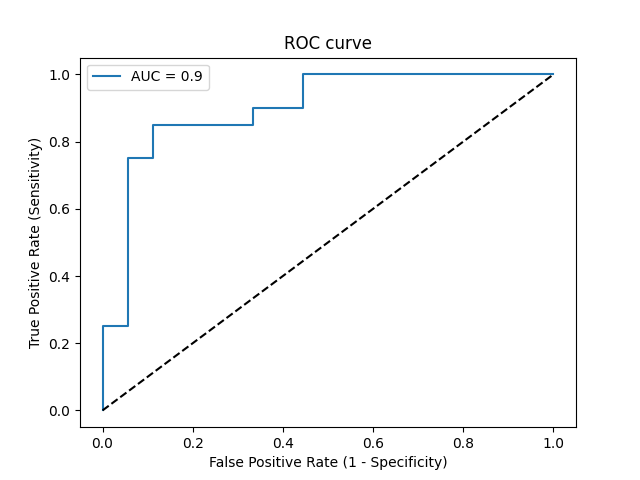 ROC curve
AUC = 0.9
True Positive Rate (Sensitivity)
1.0
0.8
0.6
0.4
0.2
0.0
0.0 0.2 0.4 0.6 0.8 1.0
False Positive Rate (1 - Specificity)